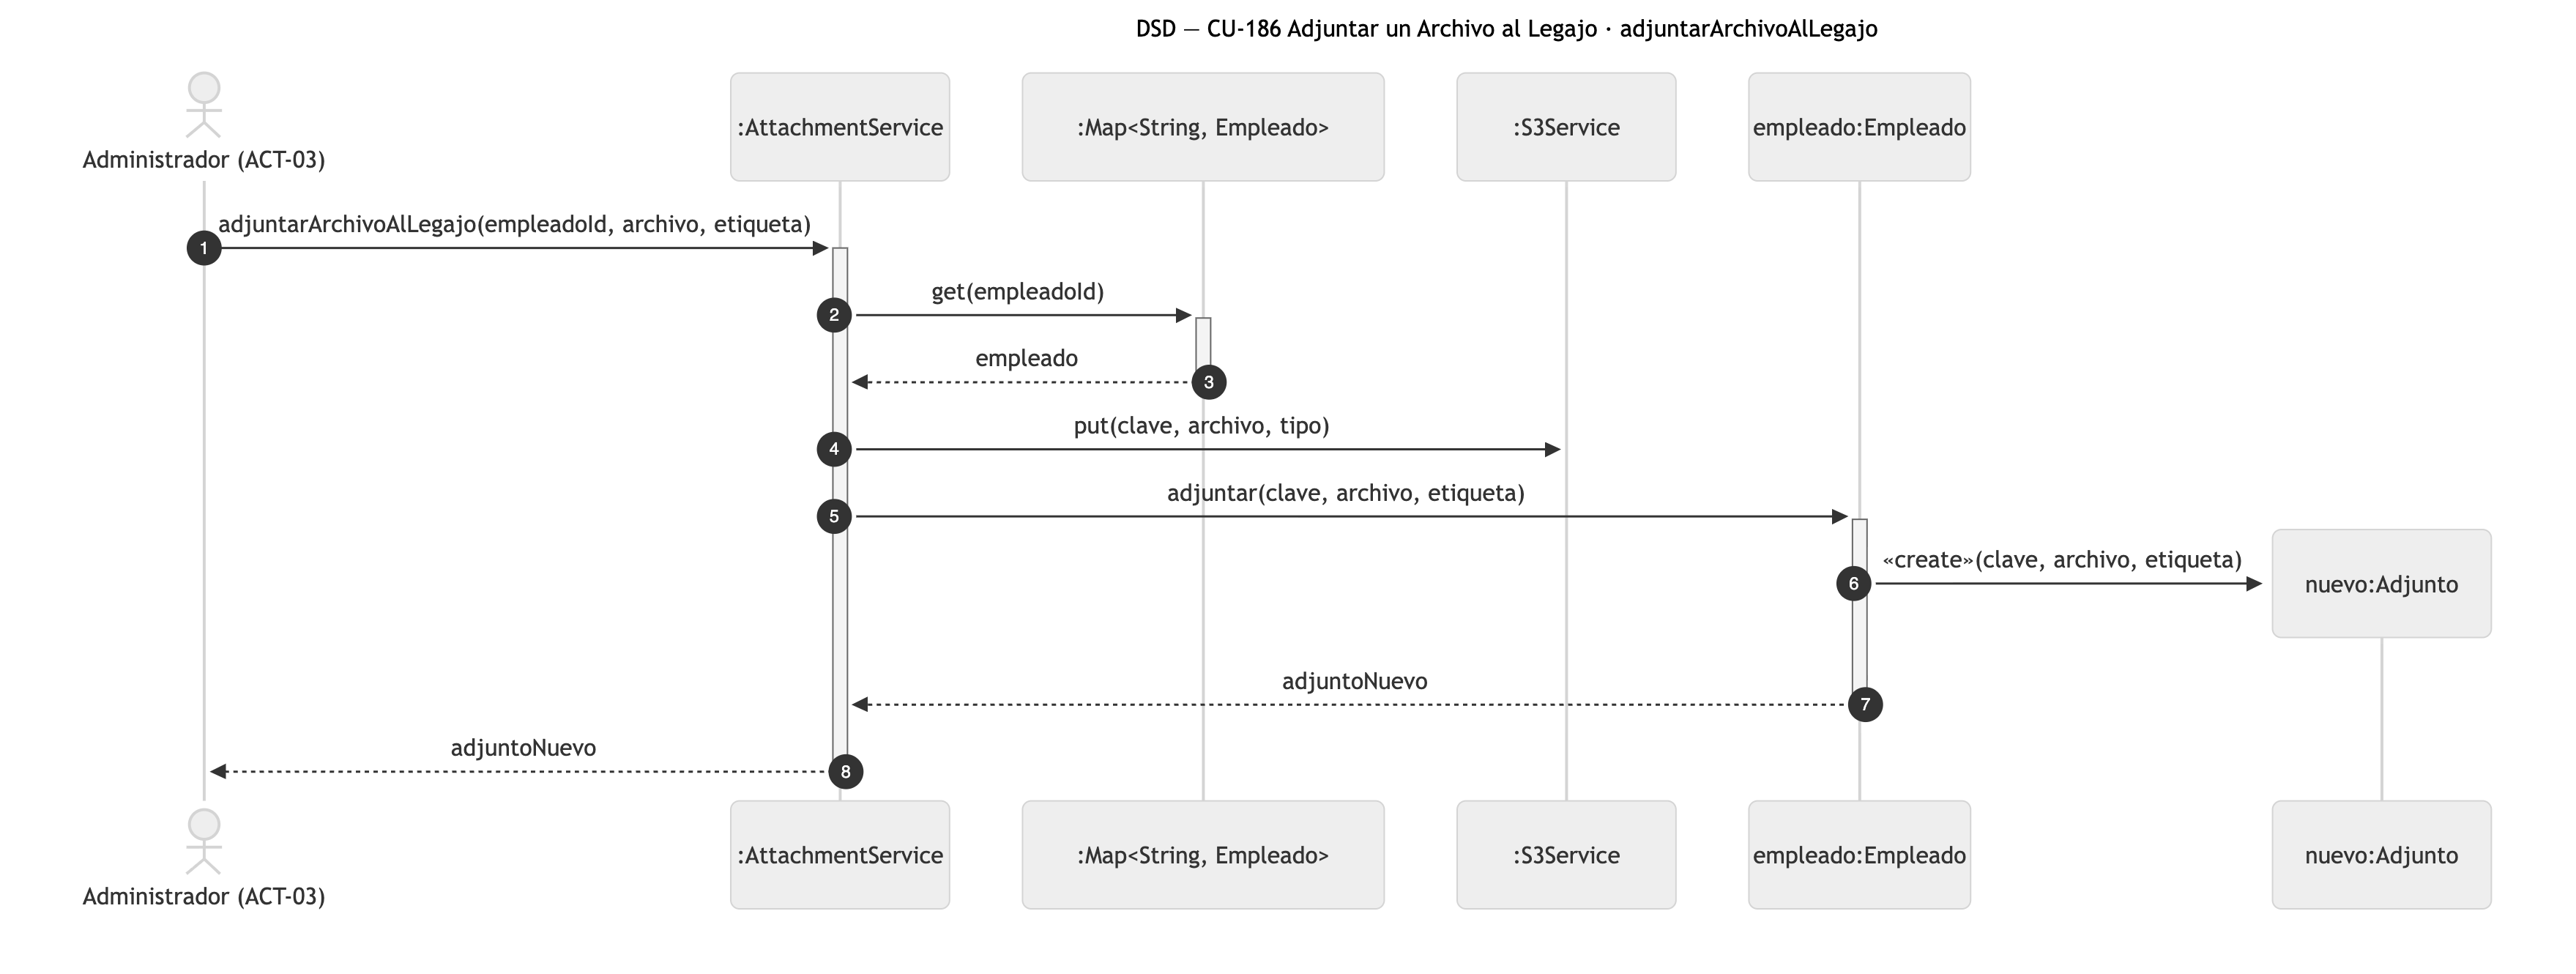 DSD — CU-186 Adjuntar un Archivo al Legajo · adjuntarArchivoAlLegajo
Administrador (ACT-03)
:AttachmentService
:Map<String, Empleado>
:S3Service
empleado:Empleado
adjuntarArchivoAlLegajo(empleadoId, archivo, etiqueta)
1
get(empleadoId)
2
empleado
3
put(clave, archivo, tipo)
4
adjuntar(clave, archivo, etiqueta)
5
«create»(clave, archivo, etiqueta)
6
nuevo:Adjunto
adjuntoNuevo
7
adjuntoNuevo
8
Administrador (ACT-03)
:AttachmentService
:Map<String, Empleado>
:S3Service
empleado:Empleado
nuevo:Adjunto